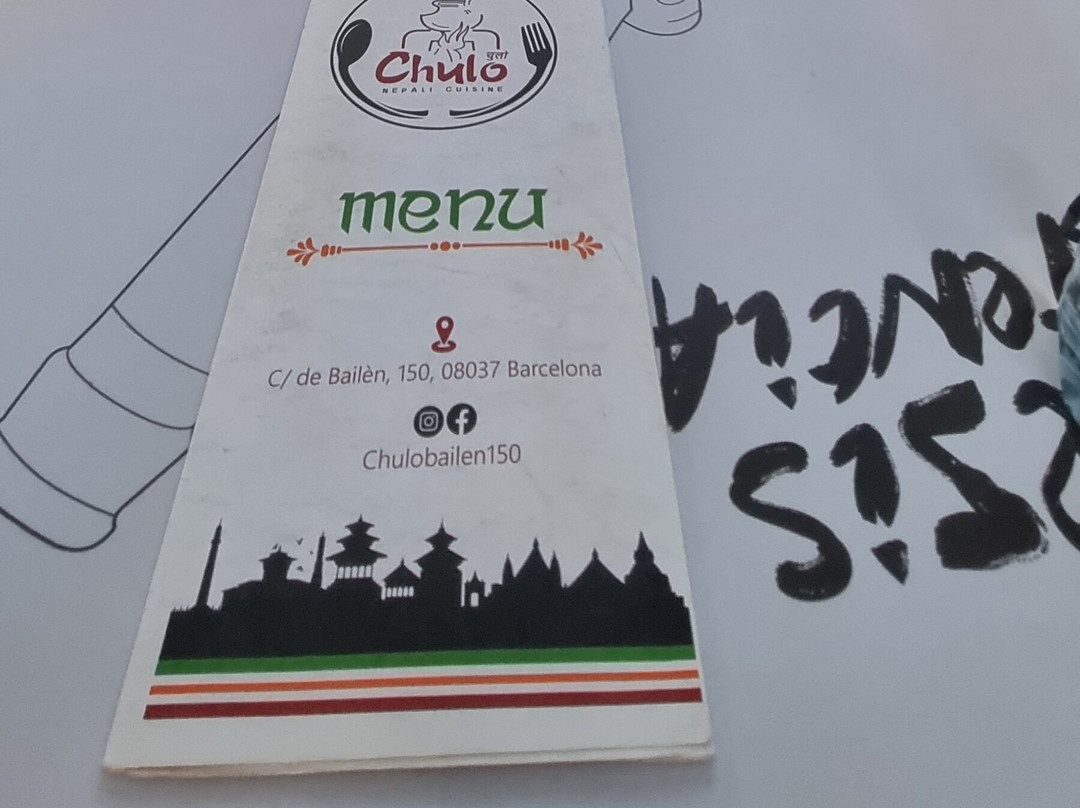 चुलो
Chulo
NEPALI CUISINE
menu
C/ de Bailèn, 150, 08037 Barcelona
Chulobailen150